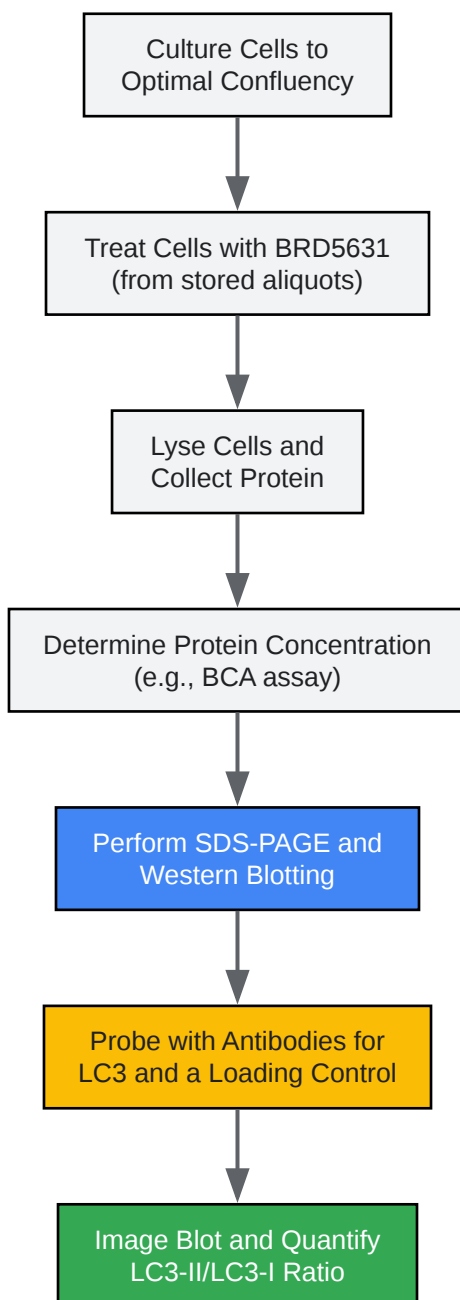 Culture Cells to
Optimal Confluency
Treat Cells with BRD5631
(from stored aliquots)
Lyse Cells and
Collect Protein
Determine Protein Concentration
(e.g., BCA assay)
Perform SDS-PAGE and
Western Blotting
Probe with Antibodies for
LC3 and a Loading Control
Image Blot and Quantify
LC3-II/LC3-I Ratio